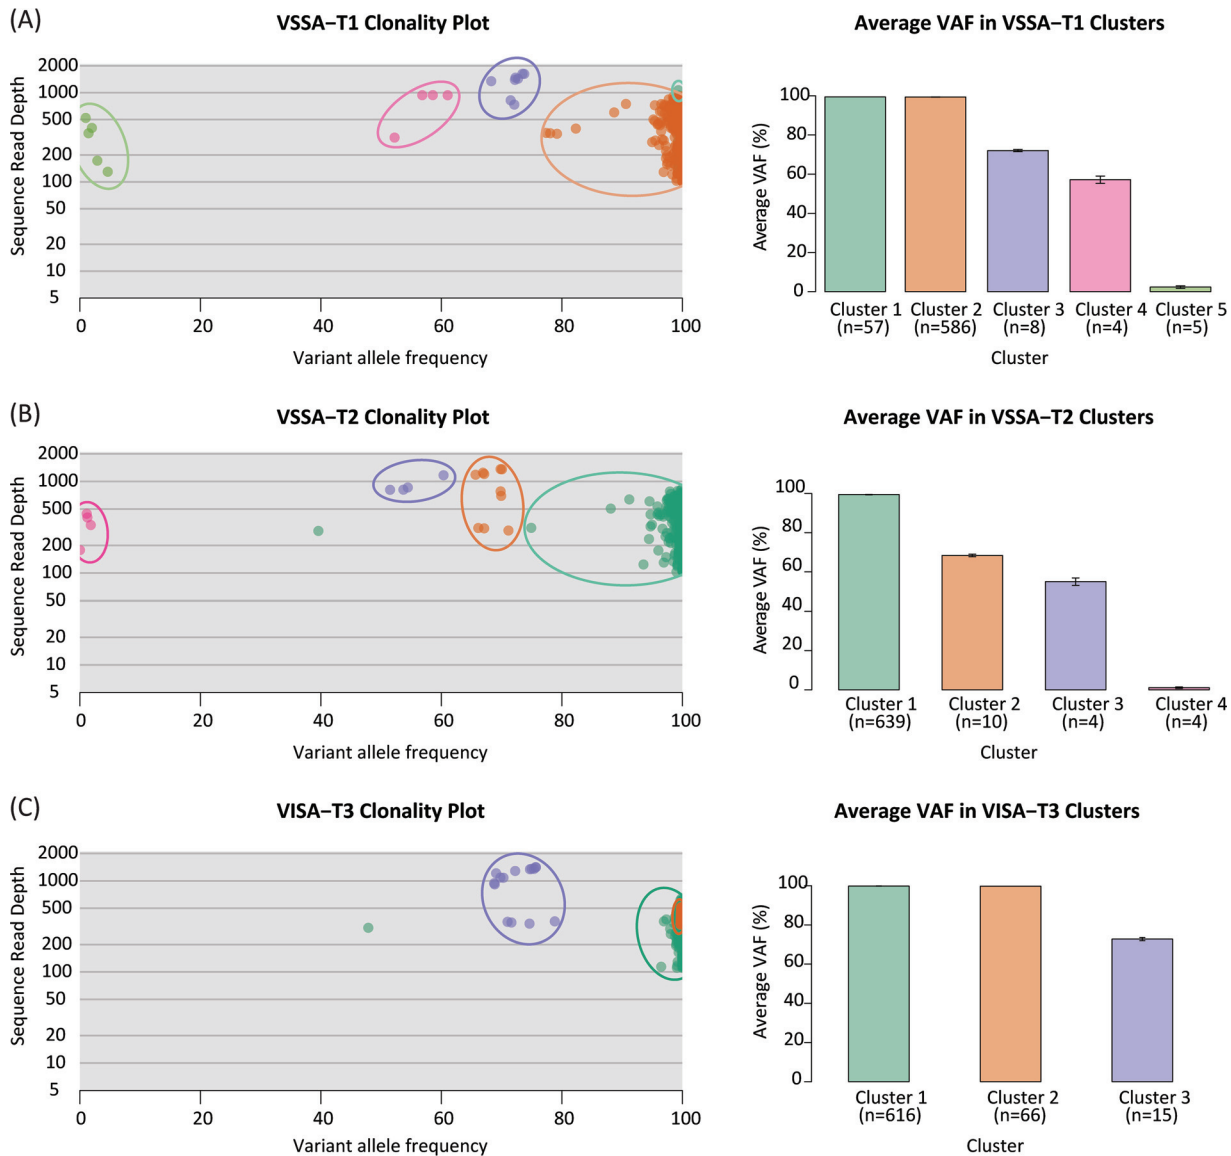 (A)
VSSA–T1 Clonality Plot
Sequence Read Depth
2000
1000
500
200
100
50
20
10
5
0
20
40
60
80
100
Variant allele frequency
Average VAF in VSSA–T1 Clusters
Average VAF (%)
100
80
60
40
20
0
Cluster 1
(n=57)
Cluster 2
(n=586)
Cluster 3
(n=8)
Cluster 4
(n=4)
Cluster 5
(n=5)
Cluster
(B)
VSSA–T2 Clonality Plot
Sequence Read Depth
2000
1000
500
200
100
50
20
10
5
0
20
40
60
80
100
Variant allele frequency
Average VAF in VSSA–T2 Clusters
Average VAF (%)
100
80
60
40
20
0
Cluster 1
(n=639)
Cluster 2
(n=10)
Cluster 3
(n=4)
Cluster 4
(n=4)
Cluster
(C)
VISA–T3 Clonality Plot
Sequence Read Depth
2000
1000
500
200
100
50
20
10
5
0
20
40
60
80
100
Variant allele frequency
Average VAF in VISA–T3 Clusters
Average VAF (%)
100
80
60
40
20
0
Cluster 1
(n=616)
Cluster 2
(n=66)
Cluster 3
(n=15)
Cluster